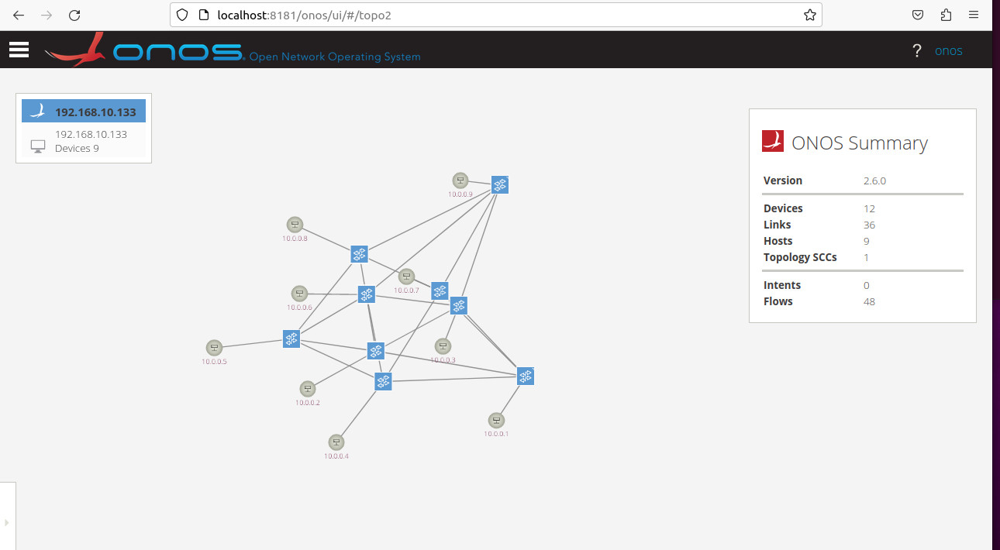 localhost:8181/onos/ui/#/topo2
onos Open Network Operating System
? onos
192.168.10.133
192.168.10.133
Devices 9
ONOS Summary
Version 2.6.0
Devices 12
Links 36
Hosts 9
Topology SCCs 1
Intents 0
Flows 48
10.0.0.9
10.0.0.8
10.0.0.7
10.0.0.6
10.0.0.3
10.0.0.5
10.0.0.2
10.0.0.1
10.0.0.4